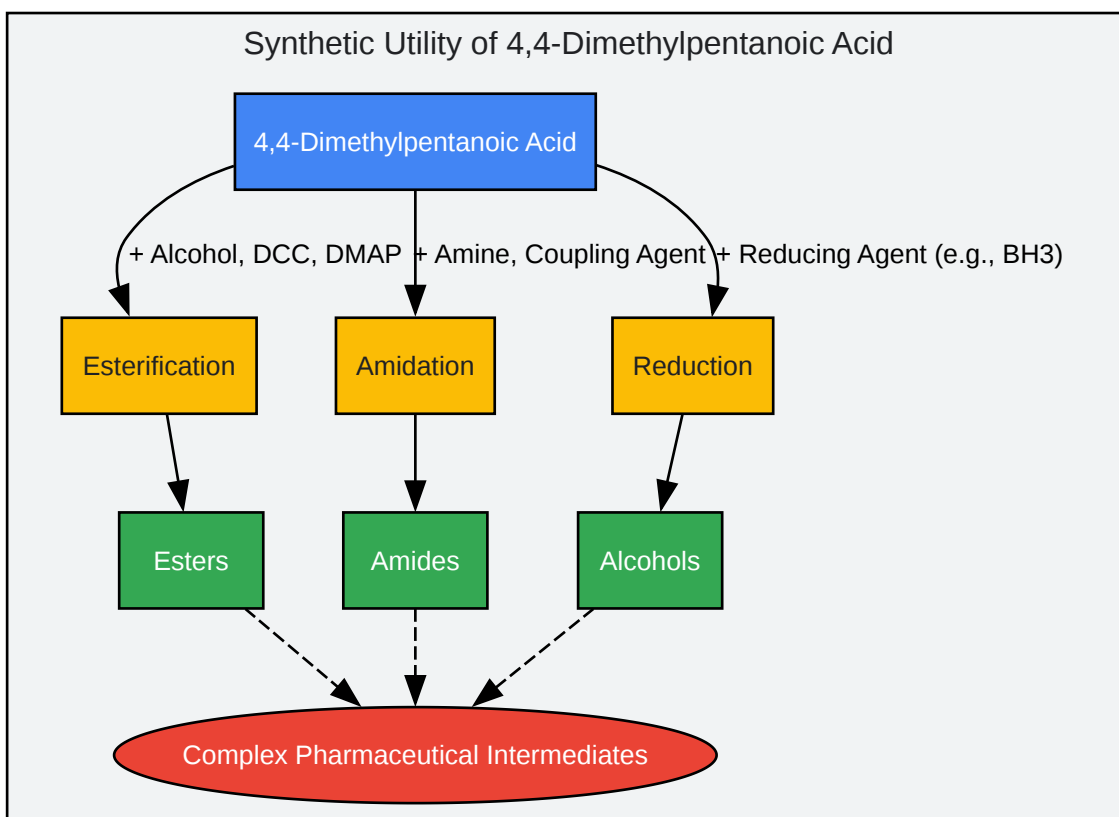 Synthetic Utility of 4,4-Dimethylpentanoic Acid
4,4-Dimethylpentanoic Acid
+ Alcohol, DCC, DMAP
+ Amine, Coupling Agent
+ Reducing Agent (e.g., BH3)
Esterification
Amidation
Reduction
Esters
Amides
Alcohols
Complex Pharmaceutical Intermediates